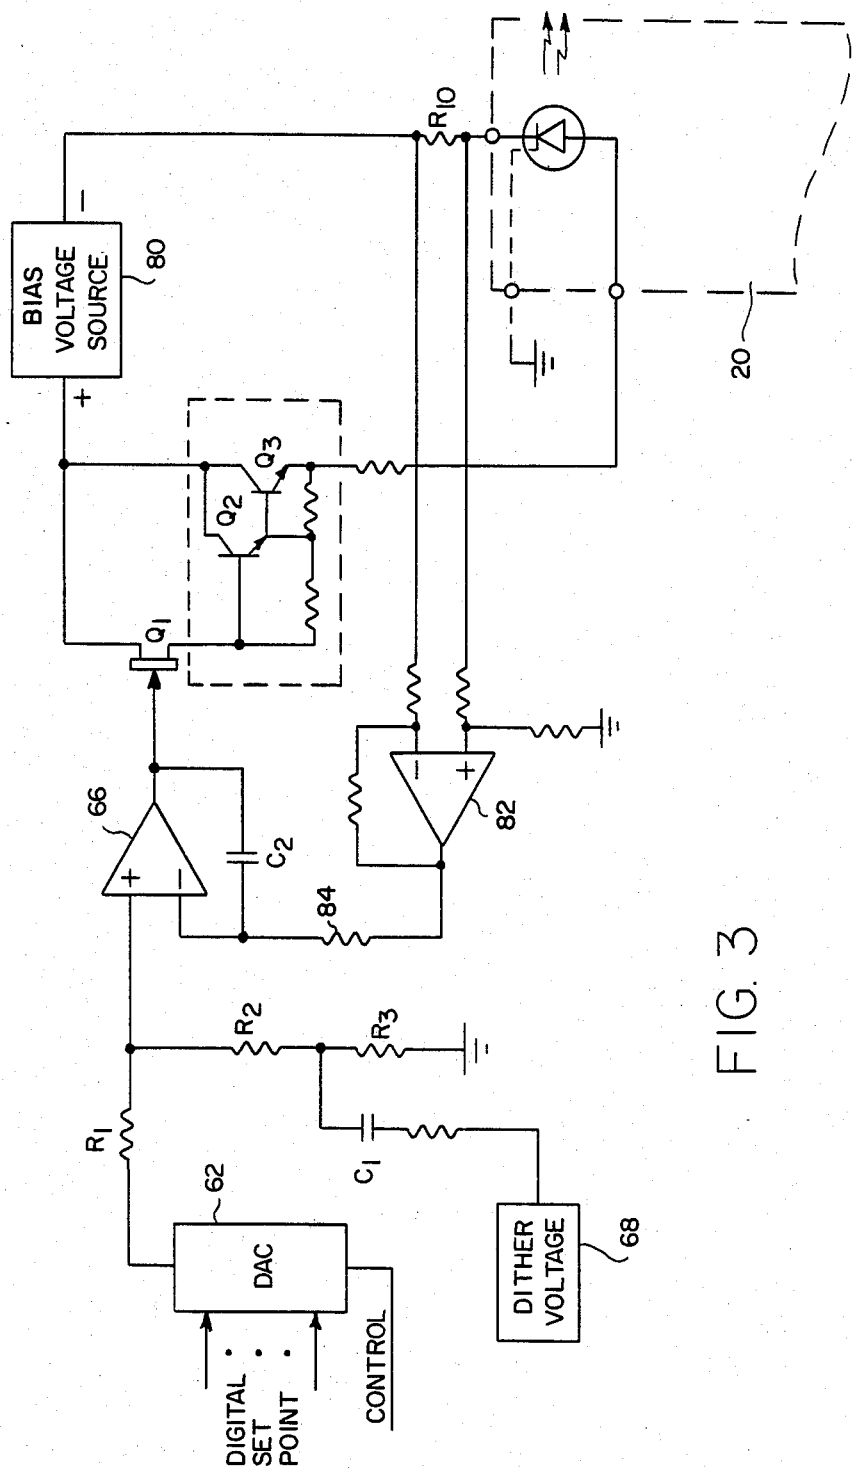 BIAS
VOLTAGE
SOURCE
80
+
−
Q1
Q2
Q3
R10
66
+
−
C2
84
−
+
82
20
R1
R2
R3
C1
62
DAC
DIGITAL
SET
POINT
CONTROL
DITHER
VOLTAGE
68
FIG. 3